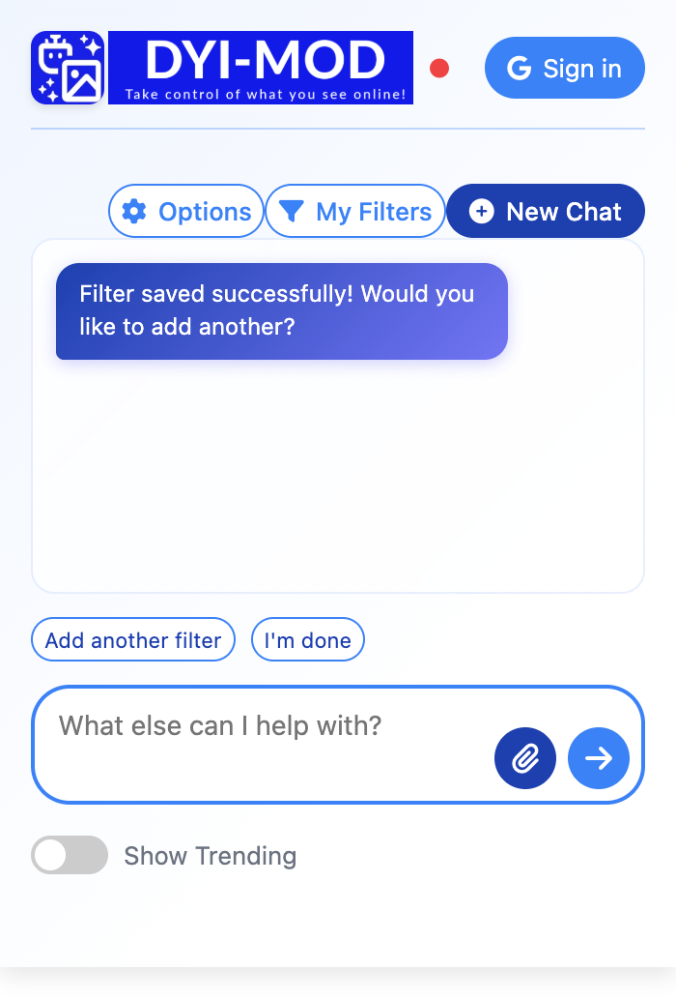 DYI-MOD
Take control of what you see online!
Sign in
Options
My Filters
New Chat
Filter saved successfully! Would you
like to add another?
Add another filter
I'm done
What else can I help with?
Show Trending